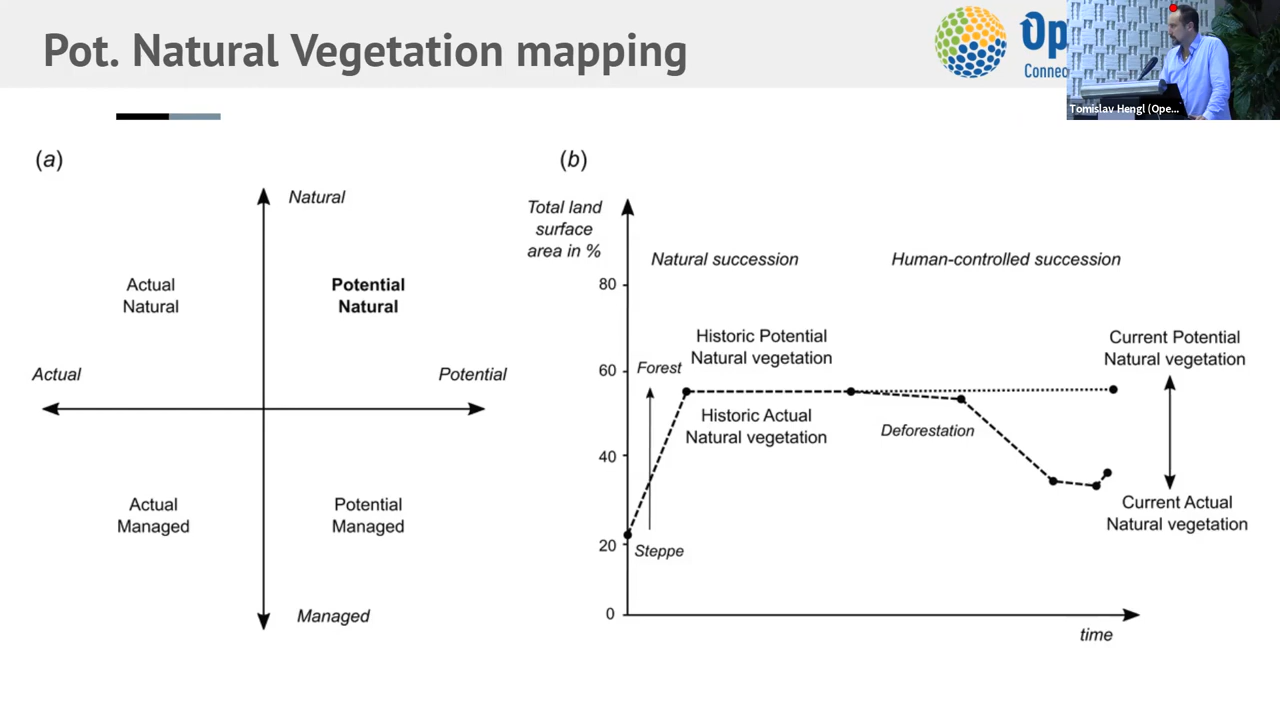 Pot. Natural Vegetation mapping
Op
Connec
Tomislav Hengl (Ope...
(a)
Natural
Actual
Natural
Potential
Natural
Actual
Potential
Actual
Managed
Potential
Managed
Managed
(b)
Total land
surface
area in %
Natural succession
Human-controlled succession
80
Historic Potential
Natural vegetation
Current Potential
Natural vegetation
60
Forest
Historic Actual
Natural vegetation
Deforestation
40
Current Actual
Natural vegetation
20
Steppe
0
time